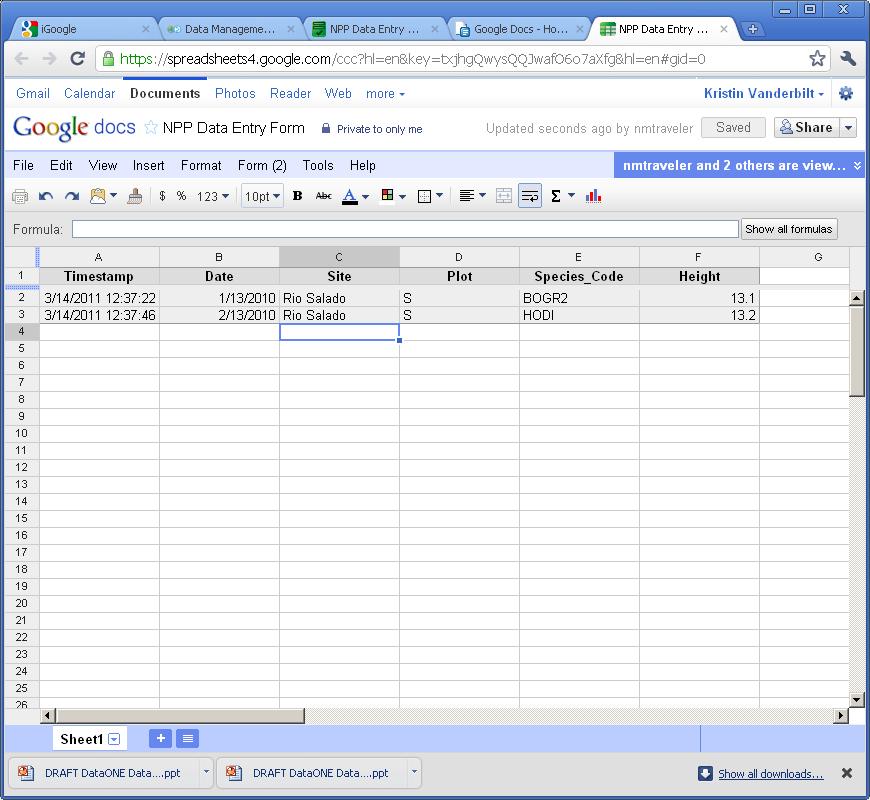 iGoogle Data Manageme... NPP Data Entry Google Docs - Ho... NPP Data Entry ...
https://spreadsheets4.google.com/ccc?hl=en&key=txjhgQwysQQJwafO6o7aXfg&hl=en#gid=0
Gmail Calendar Documents Photos Reader Web more Kristin Vanderbilt
Google docs NPP Data Entry Form Private to only me Updated seconds ago by nmtraveler Saved Share
File Edit View Insert Format Form (2) Tools Help nmtraveler and 2 others are view...
$ % 123 10pt B Abc A Σ
Formula: Show all formulas
A B C D E F G
1 Timestamp Date Site Plot Species_Code Height
2 3/14/2011 12:37:22 1/13/2010 Rio Salado S BOGR2 13.1
3 3/14/2011 12:37:46 2/13/2010 Rio Salado S HODI 13.2
4
5
6
7
8
9
10
11
12
13
14
15
16
17
18
19
20
21
22
23
24
25
26
Sheet1
DRAFT DataONE Data....ppt DRAFT DataONE Data....ppt Show all downloads...